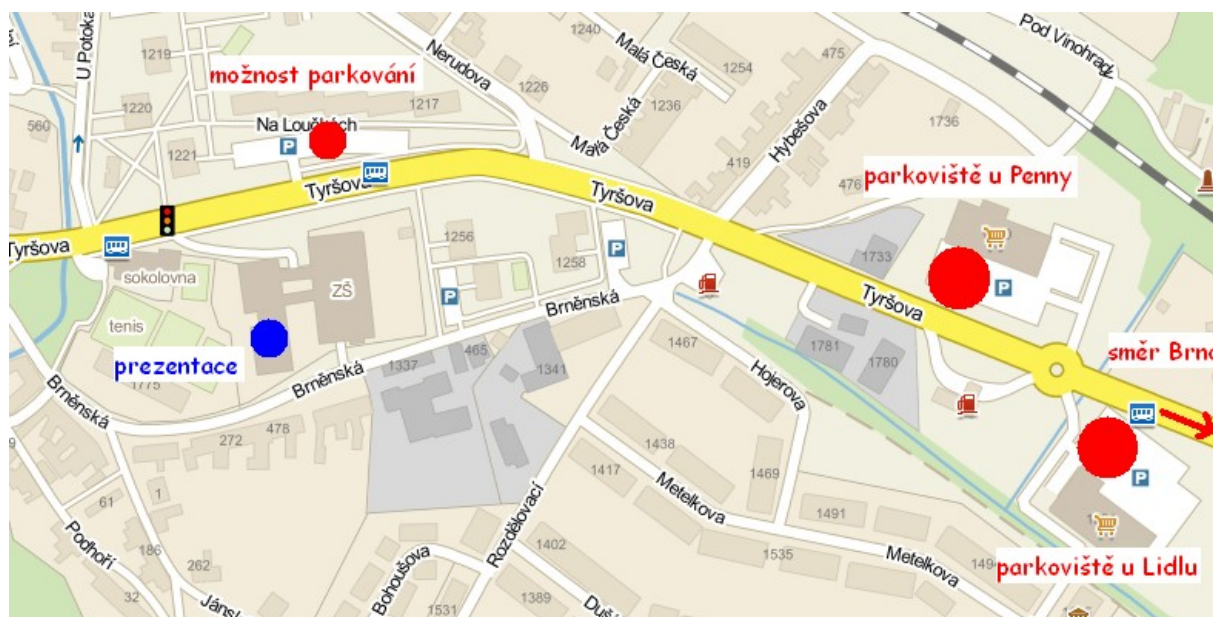 U Potoka
1219
možnost parkování
Nerudova
1240
Malá Česká
475
Pod Vinohrady
1254
1226
1236
Malá Česká
560
1220
1217
Na Loučkách
1221
P
Hybešova
419
476
1736
parkoviště u Penny
Tyršova
Tyršova
Tyršova
sokolovna
ZŠ
1256
1258
P
P
1733
P
Tyršova
tenis
prezentace
1775
Brněnská
Brněnská
Brněnská
1337
465
1341
1467
Hojerova
1781
1780
směr Brno
272
478
1438
1417
1469
Metelkova
1491
Metelkova
1535
P
parkoviště u Lidlu
61
1
Podhoří
186
262
32
Rozdělovací
Bohoušova
1402
1531
1389